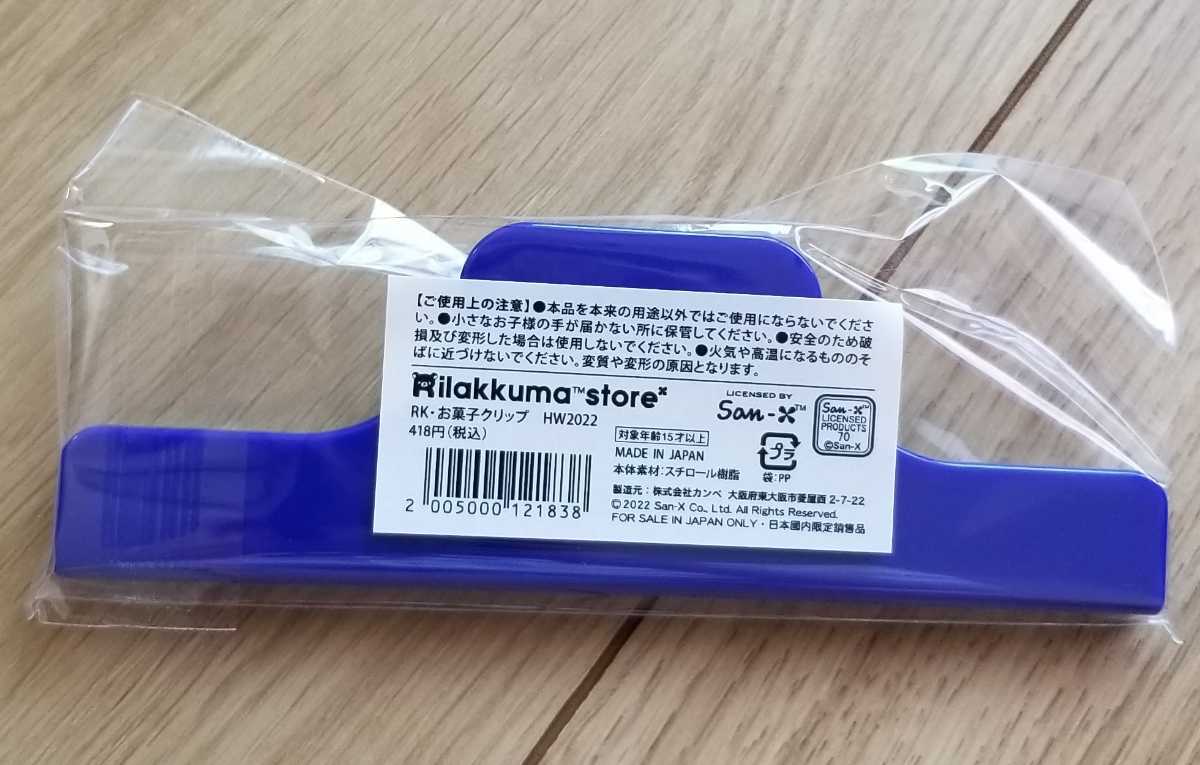 【ご使用上の注意】●本品を本来の用途以外ではご使用にならないでくださ
い。●小さなお子様の手が届かない所に保管してください。●安全のため破
損及び変形した場合は使用しないでください。●火気や高温になるもののそ
ばに近づけないでください。変質や変形の原因となります。
Rilakkuma™store
RK・お菓子クリップ HW2022
418円(税込)
2 005000 121838
LICENSED BY
San-X™
San-X™
LICENSED
PRODUCTS
70
©San-X
対象年齢15才以上
MADE IN JAPAN
本体素材:スチロール樹脂
プラ
袋:PP
製造元:株式会社カンペ 大阪府東大阪市菱屋西2-7-22
©2022 San-X Co., Ltd. All Rights Reserved.
FOR SALE IN JAPAN ONLY・日本國内限定銷售品